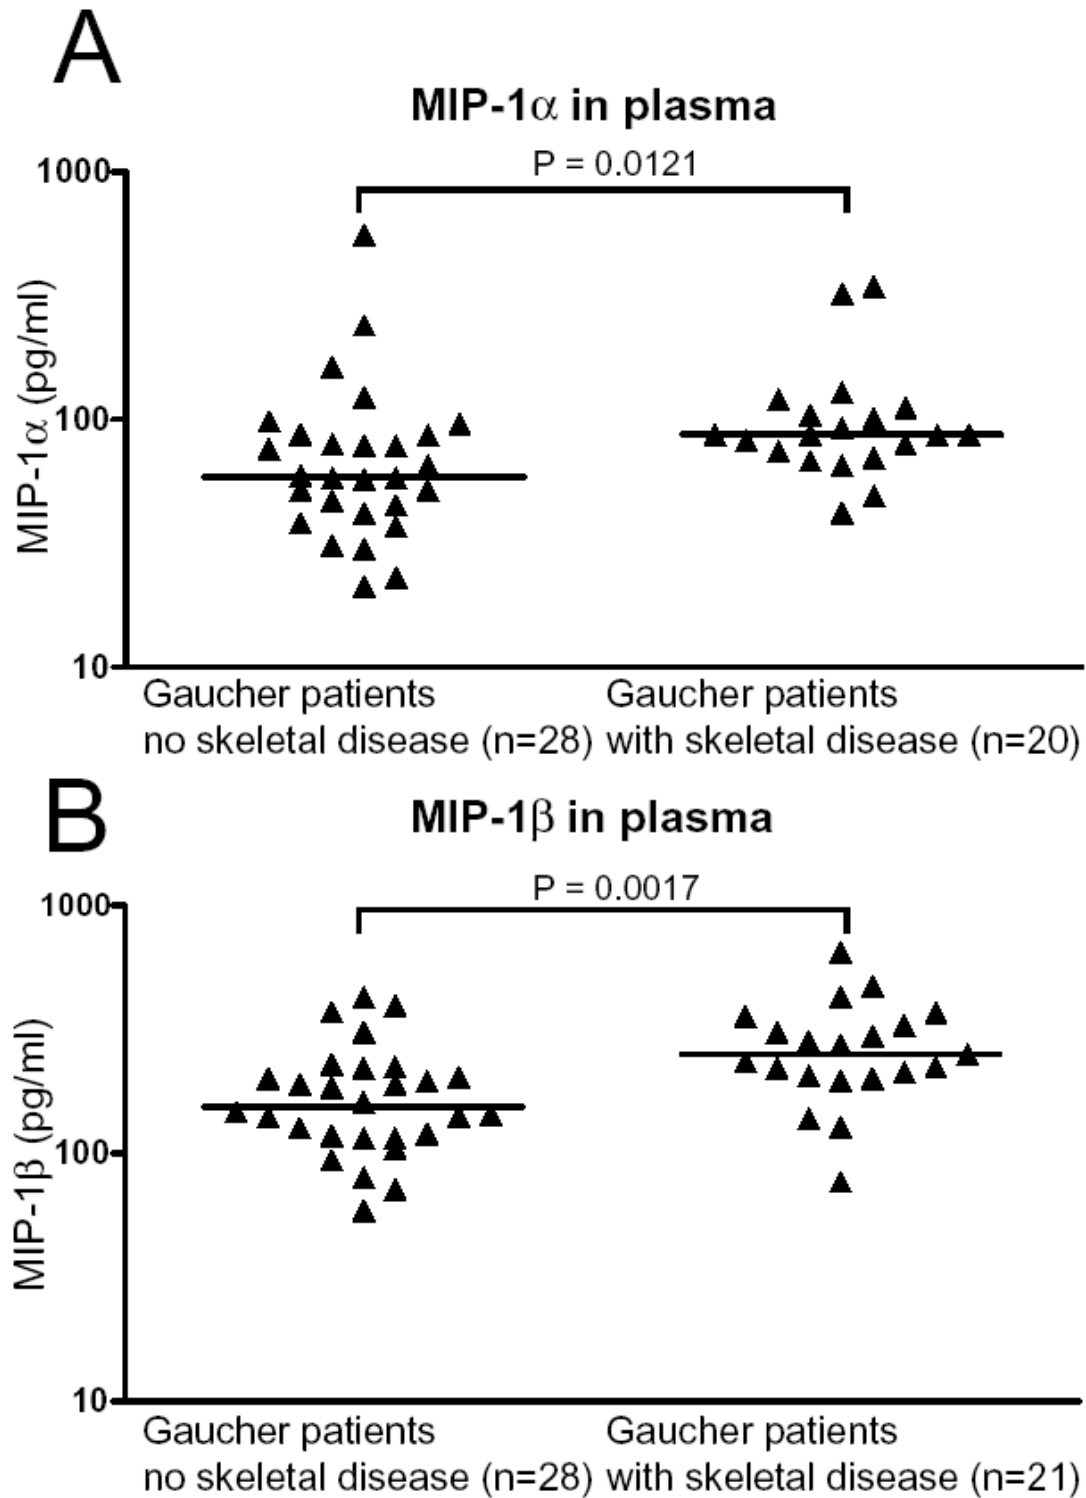 A
MIP-1α in plasma
P = 0.0121
1000
100
10
MIP-1α (pg/ml)
Gaucher patients
no skeletal disease (n=28)
Gaucher patients
with skeletal disease (n=20)
B
MIP-1β in plasma
P = 0.0017
1000
100
10
MIP-1β (pg/ml)
Gaucher patients
no skeletal disease (n=28)
Gaucher patients
with skeletal disease (n=21)